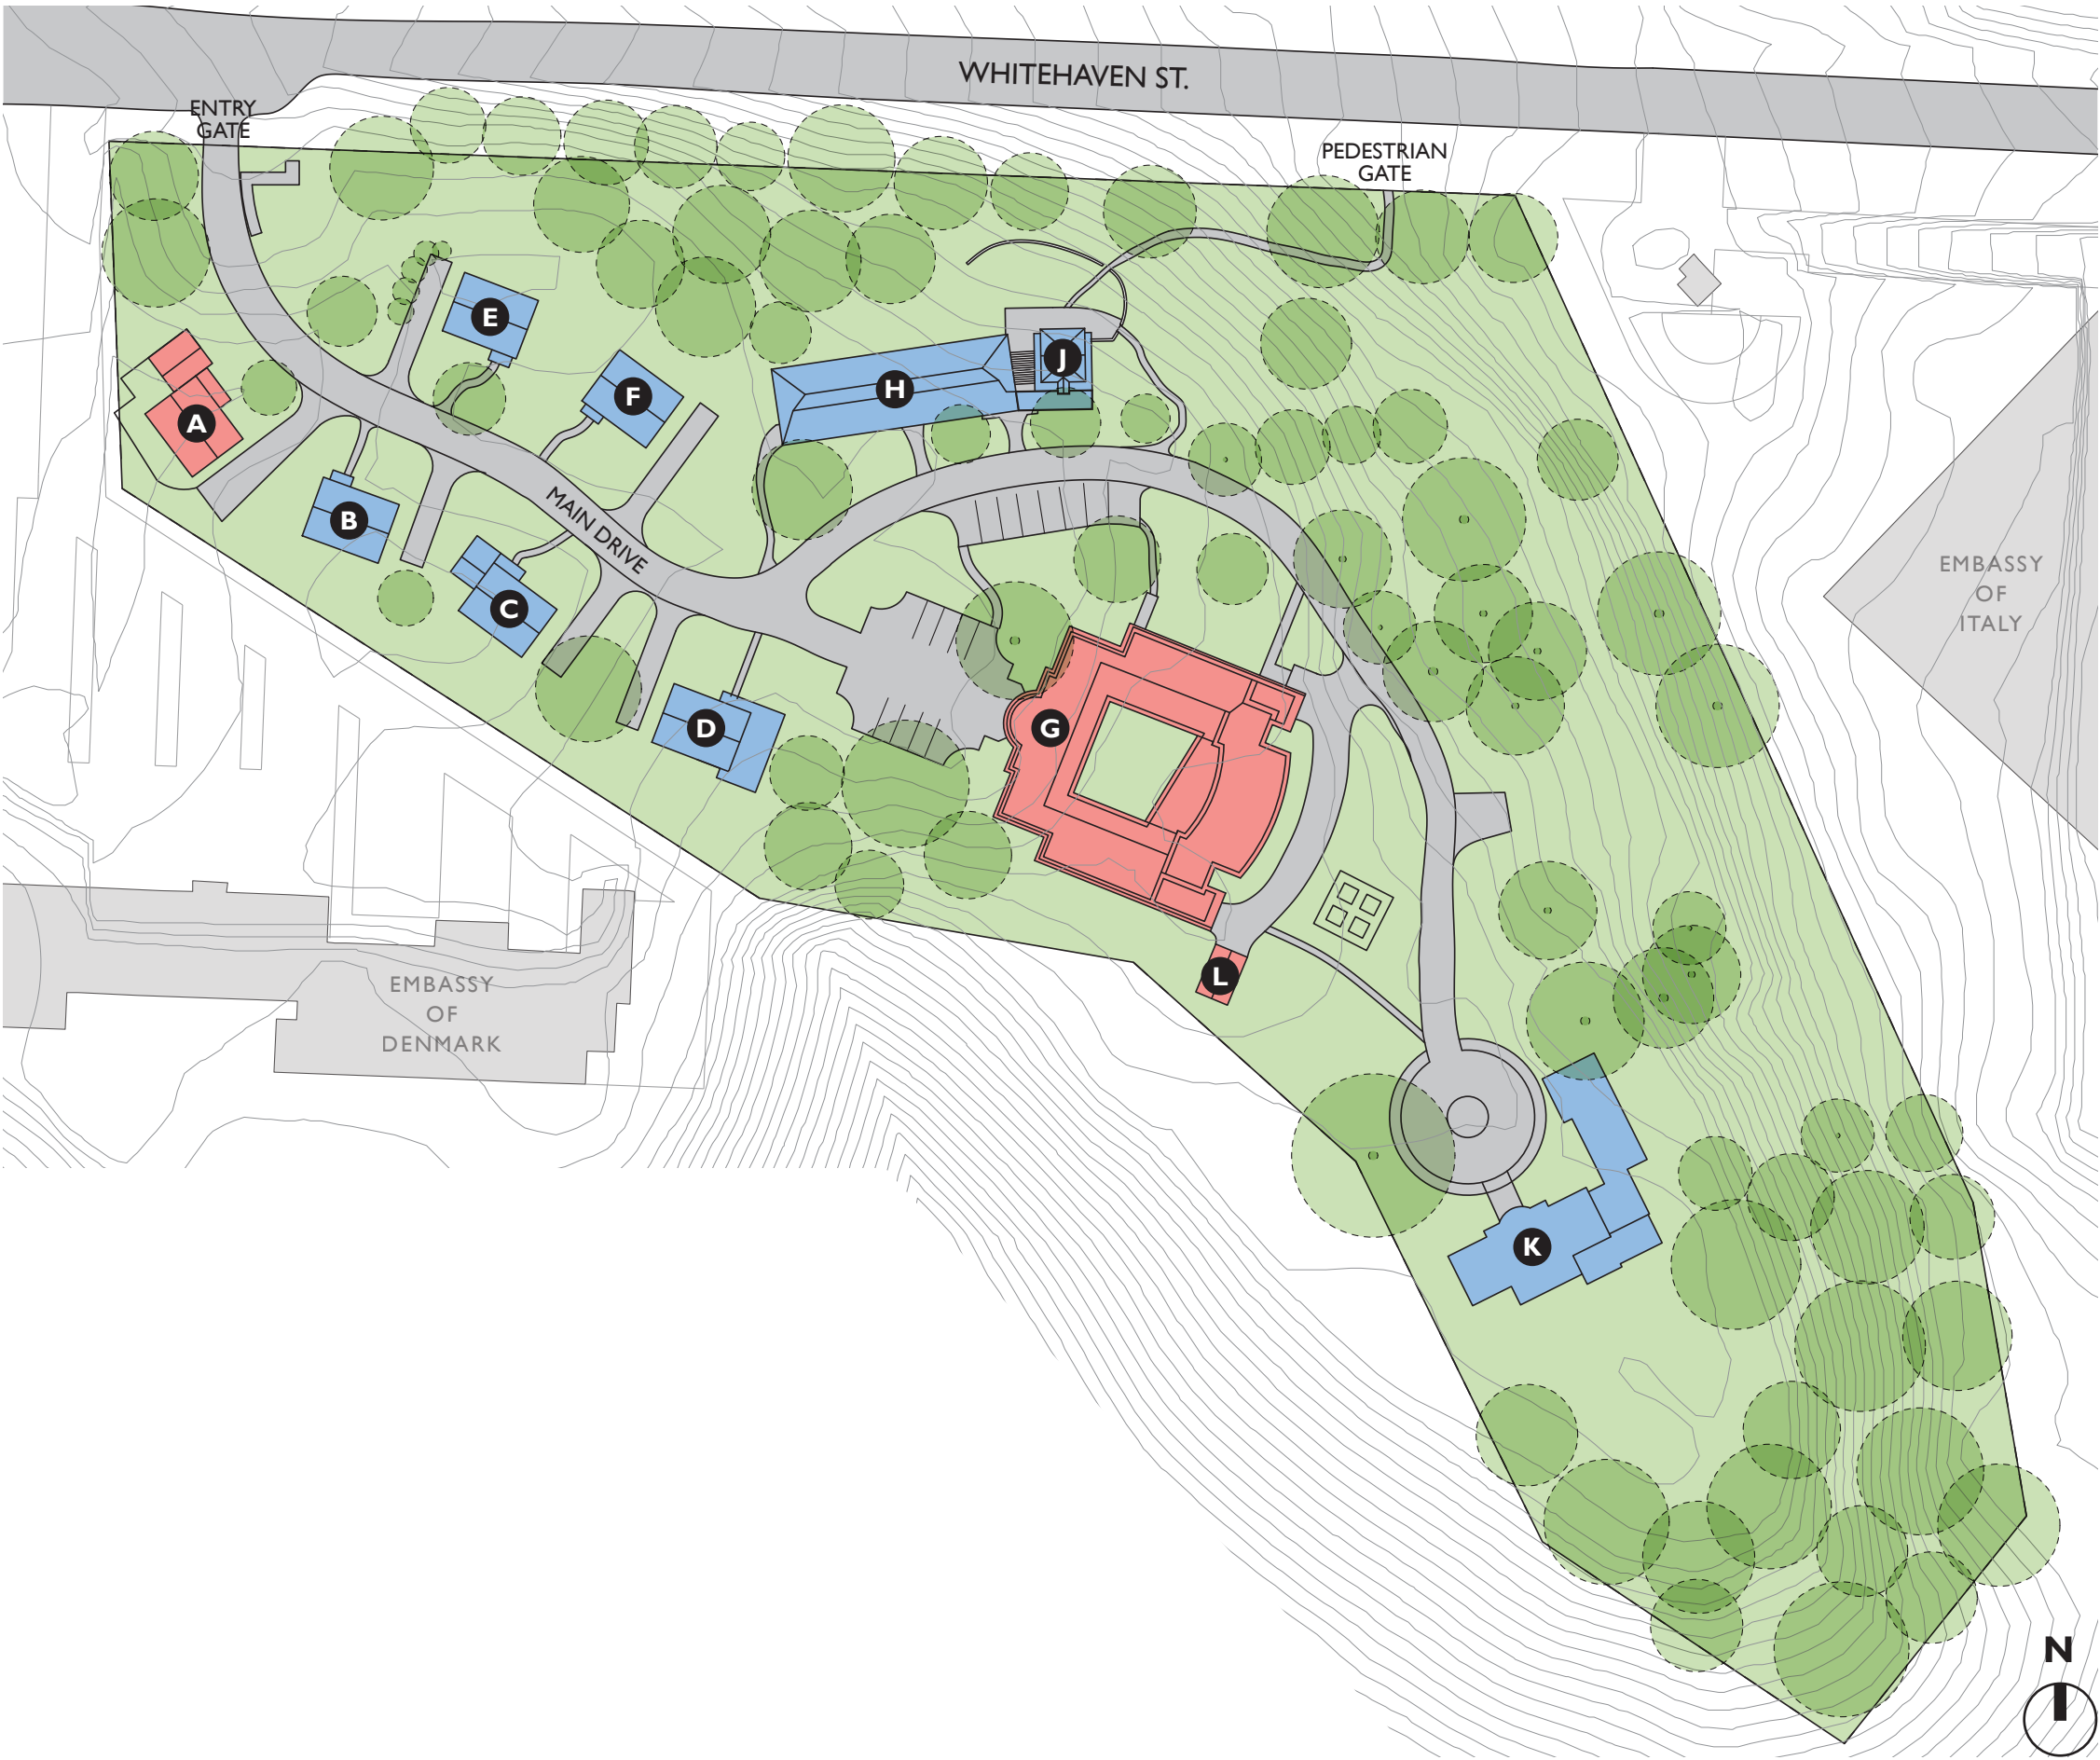 WHITEHAVEN ST.
ENTRY
GATE
PEDESTRIAN
GATE
E
J
H
F
A
B
MAIN DRIVE
EMBASSY
OF
ITALY
C
D
G
L
EMBASSY
OF
DENMARK
K
N